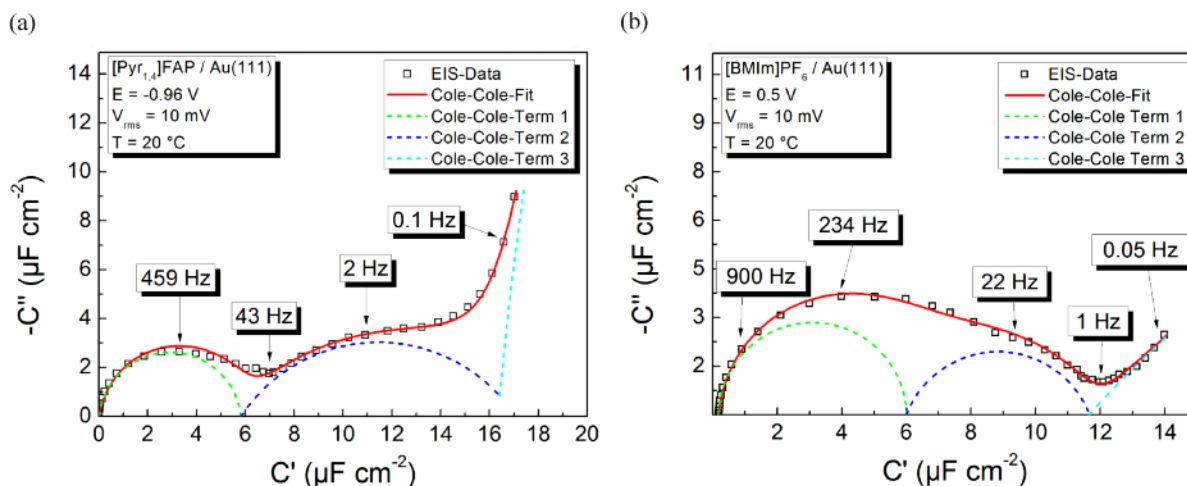 (a)
[Pyr1,4]FAP / Au(111)
E = -0.96 V
Vrms = 10 mV
T = 20 °C
EIS-Data
Cole-Cole-Fit
Cole-Cole-Term 1
Cole-Cole-Term 2
Cole-Cole-Term 3
459 Hz
43 Hz
2 Hz
0.1 Hz
14
12
10
8
6
4
2
0
-C'' (µF cm-2)
0 2 4 6 8 10 12 14 16 18 20
C' (µF cm-2)
(b)
[BMIm]PF6 / Au(111)
E = 0.5 V
Vrms = 10 mV
T = 20 °C
EIS-Data
Cole-Cole-Fit
Cole-Cole Term 1
Cole-Cole Term 2
Cole-Cole Term 3
900 Hz
234 Hz
22 Hz
1 Hz
0.05 Hz
11
9
8
6
5
3
2
-C'' (µF cm-2)
2 4 6 8 10 12 14
C' (µF cm-2)